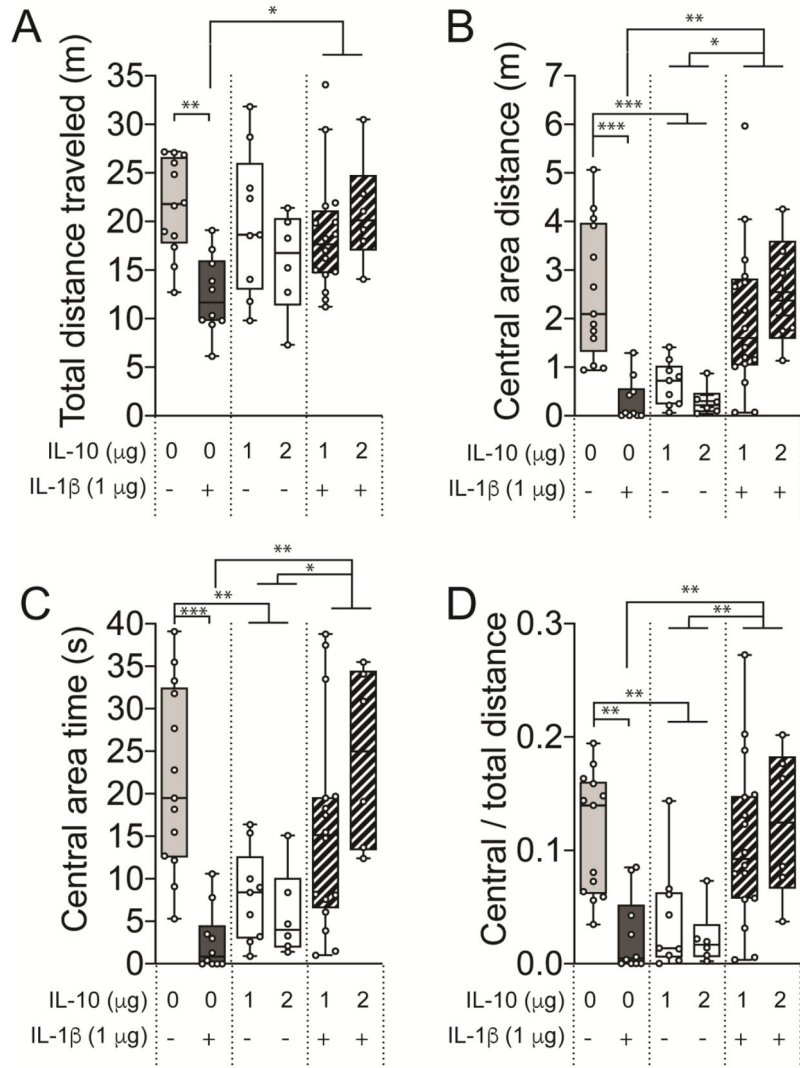 A
Total distance traveled (m)
35
30
25
20
15
10
5
0
*
**
IL-10 (μg) 0 0 1 2 1 2
IL-1β (1 μg) - + - - + +
B
Central area distance (m)
7
6
5
4
3
2
1
0
**
*
***
***
IL-10 (μg) 0 0 1 2 1 2
IL-1β (1 μg) - + - - + +
C
Central area time (s)
40
35
30
25
20
15
10
5
0
**
*
**
***
IL-10 (μg) 0 0 1 2 1 2
IL-1β (1 μg) - + - - + +
D
Central / total distance
0.3
0.2
0.1
0.0
**
**
**
**
IL-10 (μg) 0 0 1 2 1 2
IL-1β (1 μg) - + - - + +